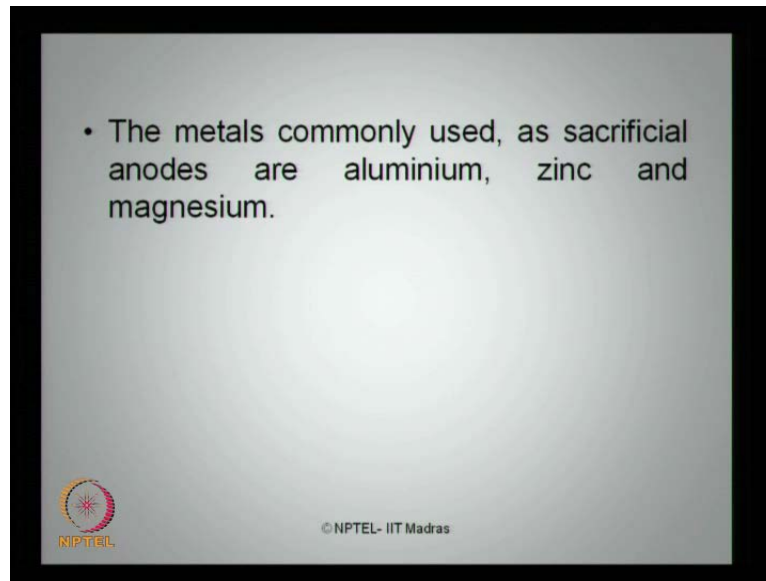 • The metals commonly used, as sacrificial
anodes are aluminium, zinc and
magnesium.
NPTEL
© NPTEL- IIT Madras